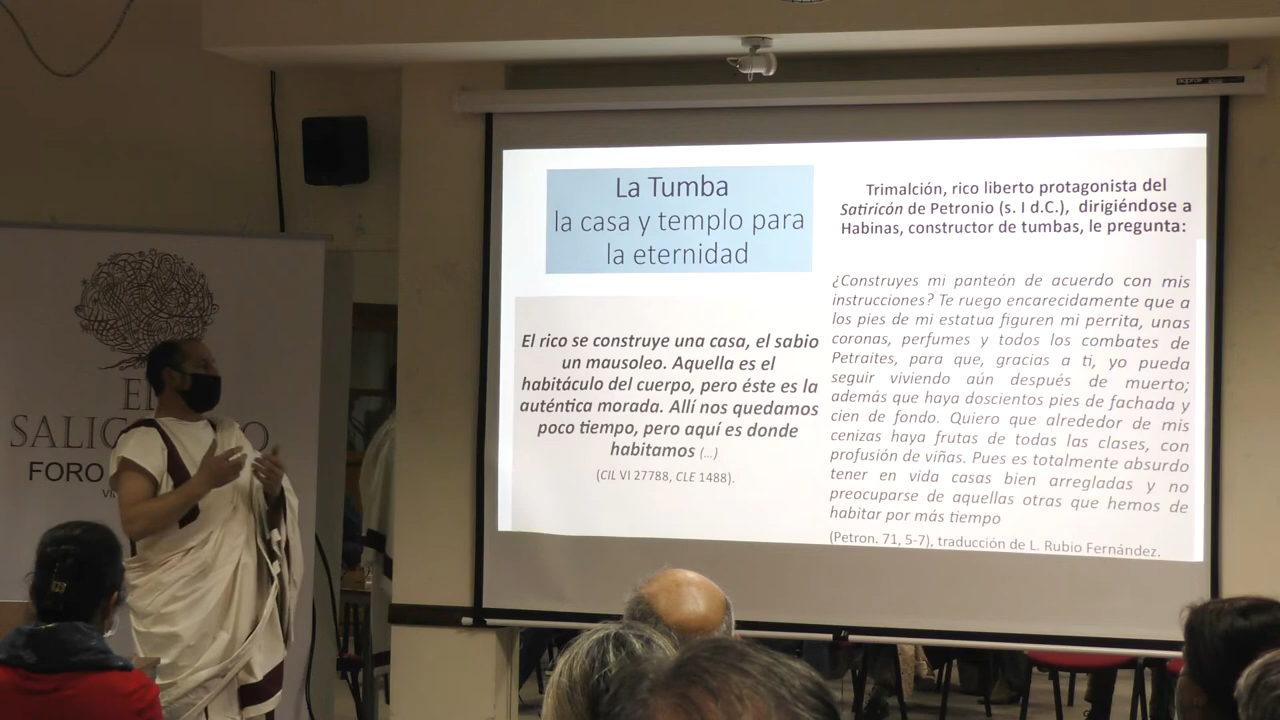 La Tumba
la casa y templo para
la eternidad
El rico se construye una casa, el sabio
un mausoleo. Aquella es el
habitáculo del cuerpo, pero éste es la
auténtica morada. Allí nos quedamos
poco tiempo, pero aquí es donde
habitamos (...)
(CIL VI 27788, CLE 1488).
Trimalción, rico liberto protagonista del
Satiricón de Petronio (s. I d.C.), dirigiéndose a
Habinas, constructor de tumbas, le pregunta:
¿Construyes mi panteón de acuerdo con mis
instrucciones? Te ruego encarecidamente que a
los pies de mi estatua figuren mi perrita, unas
coronas, perfumes y todos los combates de
Petraites, para que, gracias a ti, yo pueda
seguir viviendo aún después de muerto;
además que haya doscientos pies de fachada y
cien de fondo. Quiero que alrededor de mis
cenizas haya frutas de todas las clases, con
profusión de viñas. Pues es totalmente absurdo
tener en vida casas bien arregladas y no
preocuparse de aquellas otras que hemos de
habitar por más tiempo
(Petron. 71, 5-7), traducción de L. Rubio Fernández.
FORO